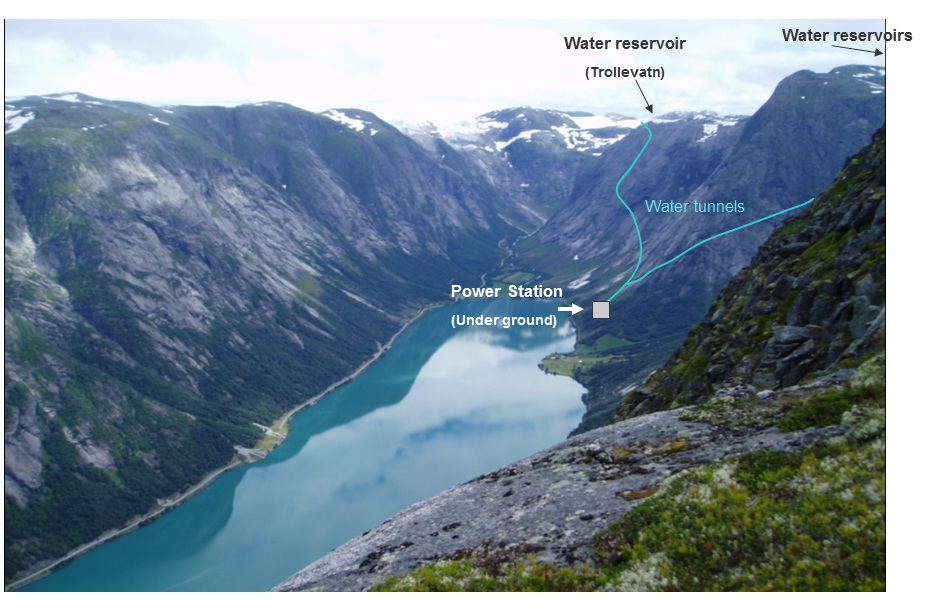 Water reservoirs
Water reservoir
(Trollevatn)
Water tunnels
Power Station
(Under ground)